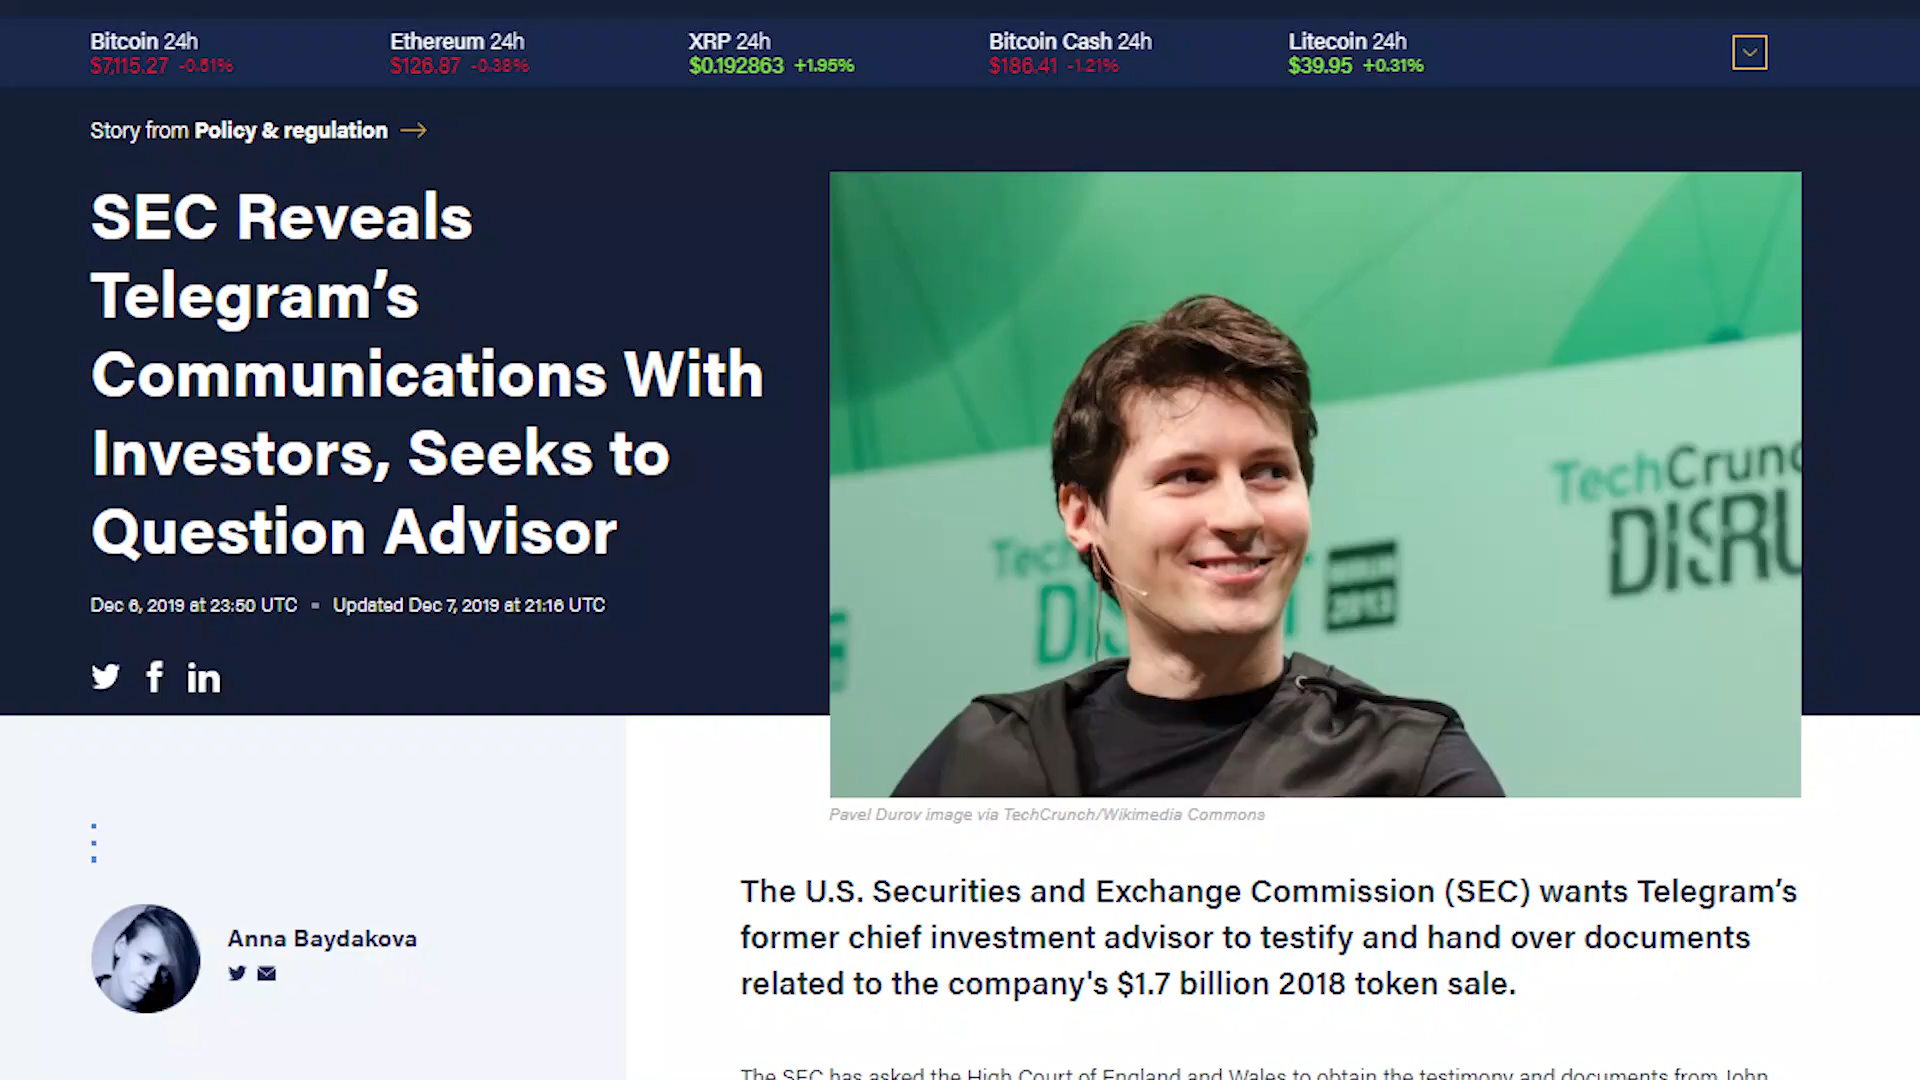 Bitcoin 24h
$7,115.27 -0.51%
Ethereum 24h
$126.87 -0.38%
XRP 24h
$0.192863 +1.95%
Bitcoin Cash 24h
$186.41 -1.21%
Litecoin 24h
$39.95 +0.31%
Story from Policy & regulation
SEC Reveals
Telegram’s
Communications With
Investors, Seeks to
Question Advisor
Dec 6, 2019 at 23:50 UTC Updated Dec 7, 2019 at 21:16 UTC
TechCrunc
DISRU
Tech
DIS
2013
Pavel Durov image via TechCrunch/Wikimedia Commons
Anna Baydakova
The U.S. Securities and Exchange Commission (SEC) wants Telegram’s
former chief investment advisor to testify and hand over documents
related to the company's $1.7 billion 2018 token sale.
The SEC has asked the High Court of England and Wales to obtain the testimony and documents from John